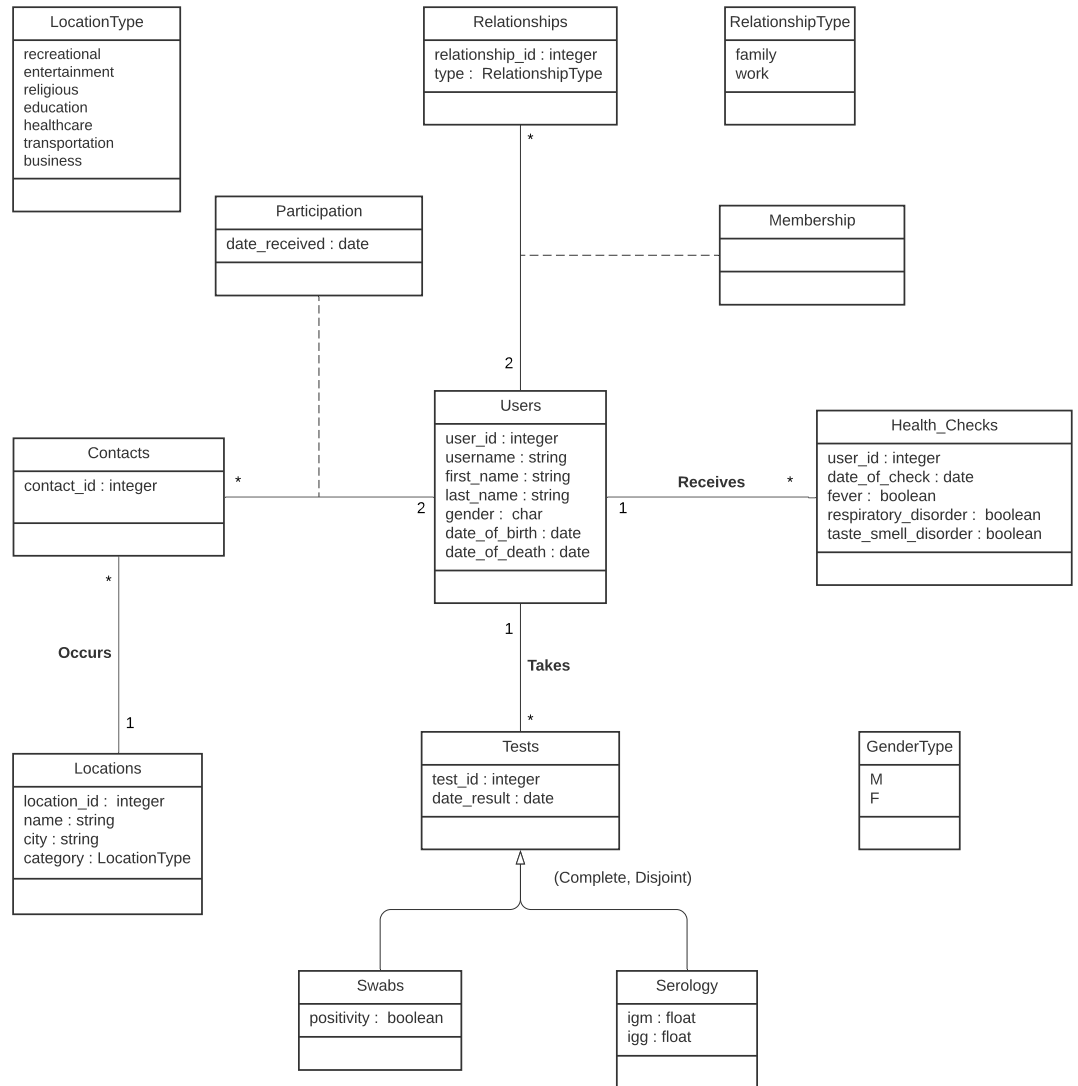 LocationType
recreational
entertainment
religious
education
healthcare
transportation
business
Relationships
relationship_id : integer
type :  RelationshipType
RelationshipType
family
work
*
Participation
date_received : date
Membership
2
Users
user_id : integer
username : string
first_name : string
last_name : string
gender :  char
date_of_birth : date
date_of_death : date
Contacts
contact_id : integer
*
2
1
Receives
*
Health_Checks
user_id : integer
date_of_check : date
fever :  boolean
respiratory_disorder :  boolean
taste_smell_disorder : boolean
*
Occurs
1
1
Takes
*
Locations
location_id :  integer
name : string
city : string
category : LocationType
Tests
test_id : integer
date_result : date
GenderType
M
F
(Complete, Disjoint)
Swabs
positivity :  boolean
Serology
igm : float
igg : float